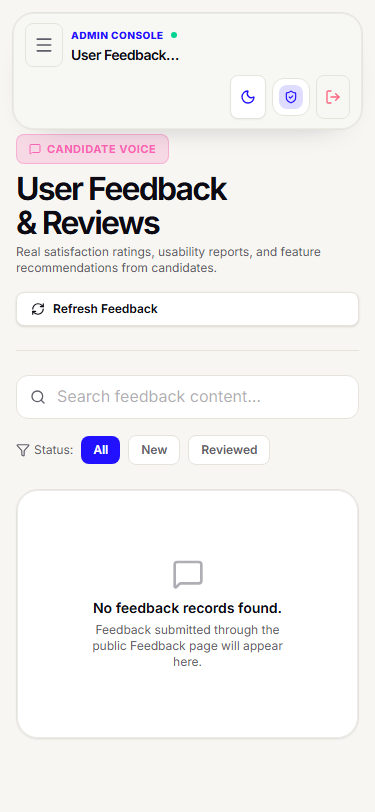 ADMIN CONSOLE
User Feedback...
CANDIDATE VOICE
User Feedback
& Reviews
Real satisfaction ratings, usability reports, and feature
recommendations from candidates.
Refresh Feedback
Search feedback content...
Status:
All
New
Reviewed
No feedback records found.
Feedback submitted through the
public Feedback page will appear
here.